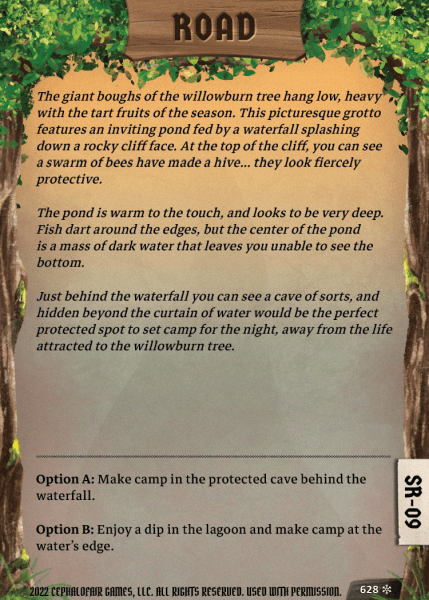 ROAD
The giant boughs of the willowburn tree hang low, heavy
with the tart fruits of the season. This picturesque grotto
features an inviting pond fed by a waterfall splashing
down a rocky cliff face. At the top of the cliff, you can see
a swarm of bees have made a hive... they look fiercely
protective.
The pond is warm to the touch, and looks to be very deep.
Fish dart around the edges, but the center of the pond
is a mass of dark water that leaves you unable to see the
bottom.
Just behind the waterfall you can see a cave of sorts, and
hidden beyond the curtain of water would be the perfect
protected spot to set camp for the night, away from the life
attracted to the willowburn tree.
Option A: Make camp in the protected cave behind the
waterfall.
Option B: Enjoy a dip in the lagoon and make camp at the
water's edge.
SR-09
2022 CEPHALOFAIR GAMES, LLC. ALL RIGHTS RESERVED. USED WITH PERMISSION.
628